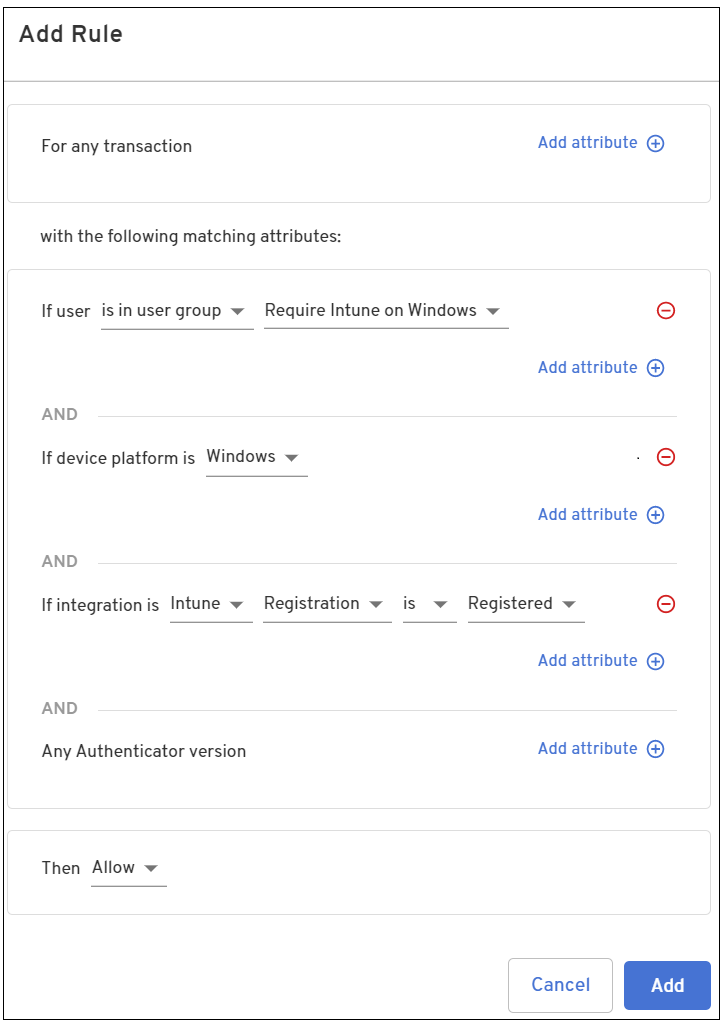 Add Rule
For any transaction Add attribute
with the following matching attributes:
If user is in user group Require Intune on Windows
Add attribute
AND
If device platform is Windows .
Add attribute
AND
If integration is Intune Registration is Registered
Add attribute
AND
Any Authenticator version Add attribute
Then Allow
Cancel Add